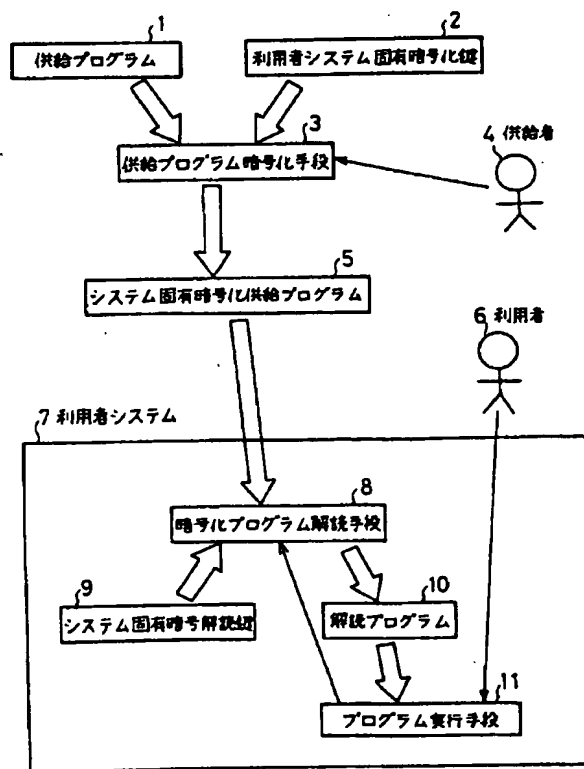 1
供給プログラム
2
利用者システム固有暗号化鍵
3
供給プログラム暗号化手段
4 供給者
5
システム固有暗号化供給プログラム
6 利用者
7 利用者システム
8
暗号化プログラム解読手段
9
システム固有暗号解読鍵
10
解読プログラム
11
プログラム実行手段